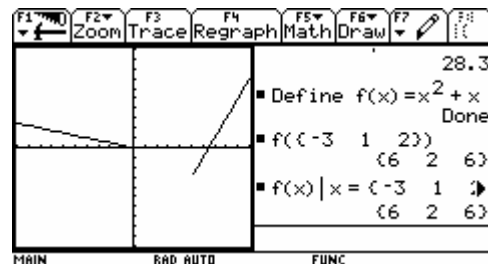 F1 F2 Zoom F3 Trace F4 Regraph F5 Math F6 Draw F7
28.3
Define f(x)=x² + x
Done
f({-3 1 2})
{6 2 6}
f(x)|x = {-3 1
{6 2 6}
MAIN RAD AUTO FUNC